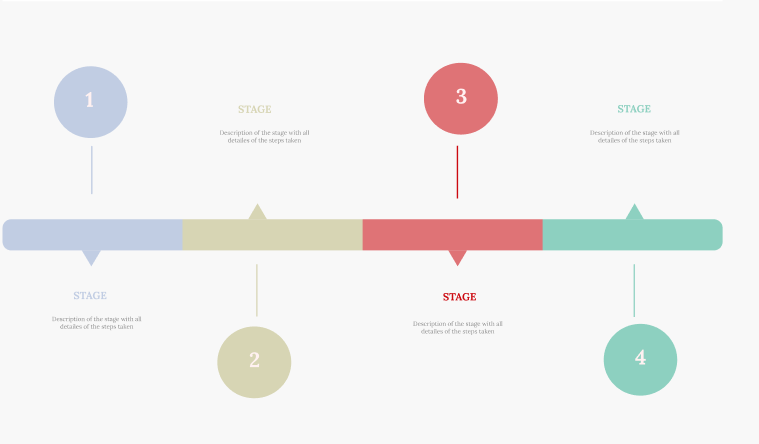 1
STAGE
Description of the stage with all
detailes of the steps taken
STAGE
Description of the stage with all
detailes of the steps taken
2
3
STAGE
Description of the stage with all
detailes of the steps taken
STAGE
Description of the stage with all
detailes of the steps taken
4